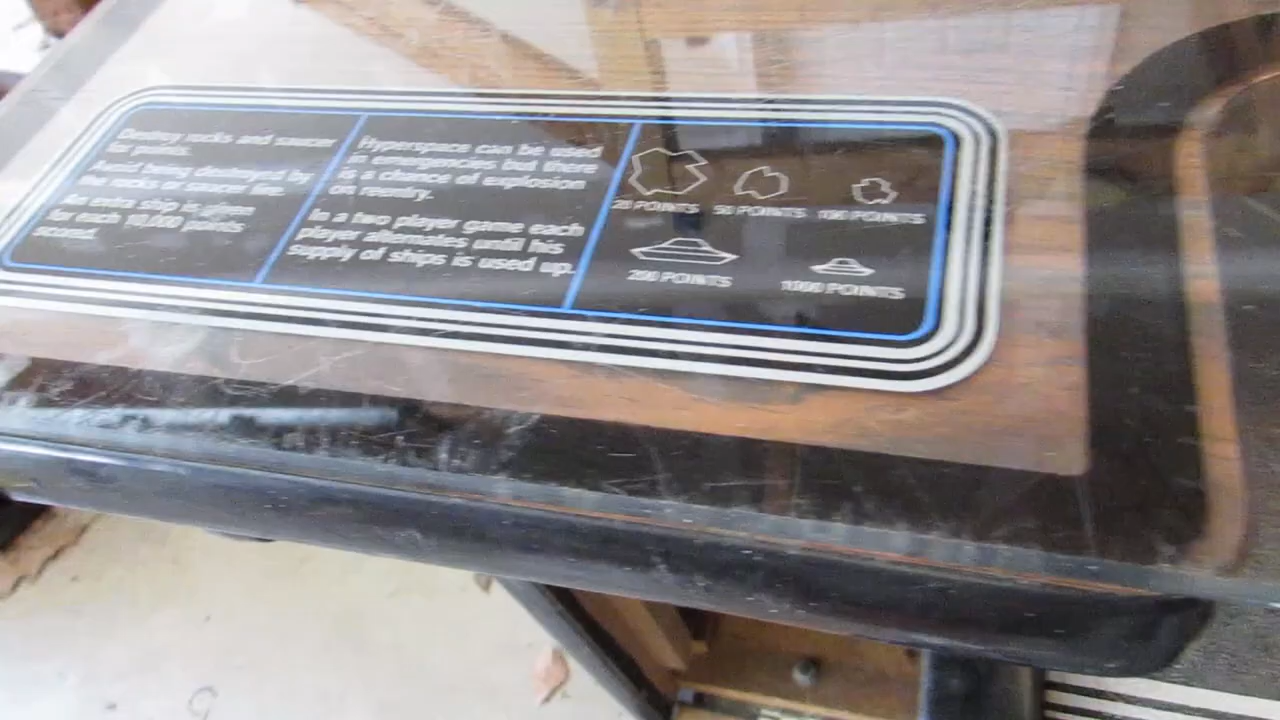 Destroy rocks and saucer
for points.
Avoid being destroyed by
the rocks or saucer fire.
An extra ship is given
for each 10,000 points
scored.
Hyperspace can be used
in emergencies but there
is a chance of explosion
on reentry.
In a two player game each
player alternates until his
supply of ships is used up.
20 POINTS 50 POINTS 100 POINTS
200 POINTS 1000 POINTS